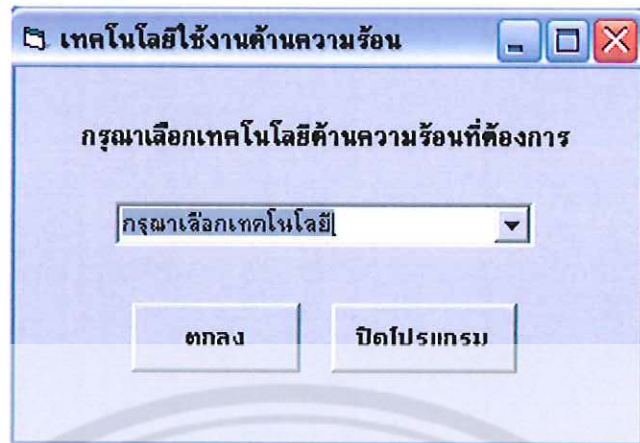 เทคโนโลยีใช้งานด้านความร้อน
กรุณาเลือกเทคโนโลยีด้านความร้อนที่ต้องการ
กรุณาเลือกเทคโนโลยี
ตกลง ปิดโปรแกรม